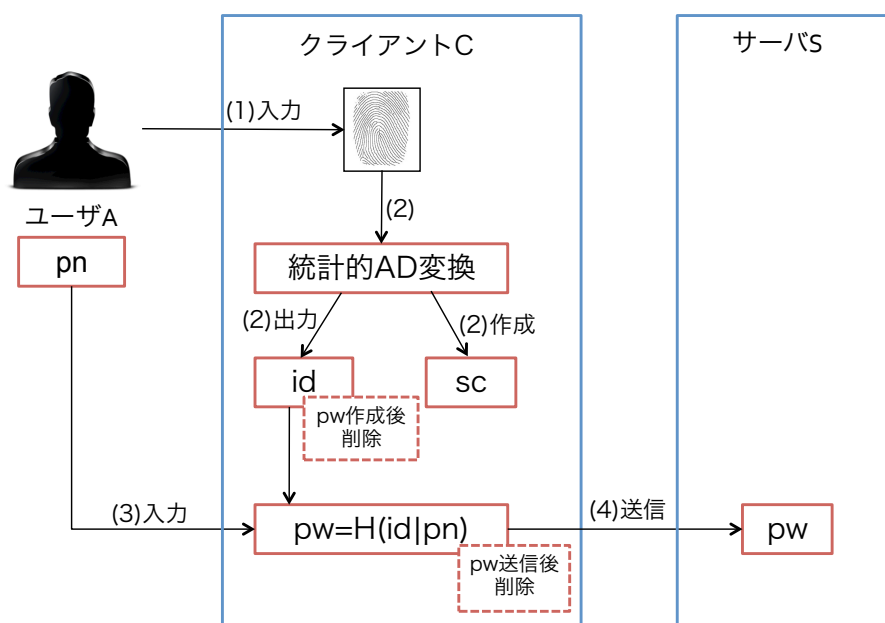 クライアントC
サーバS
(1)入力
(2)
ユーザA
pn
統計的AD変換
(2)出力
(2)作成
id
sc
pw作成後
削除
(3)入力
pw=H(id|pn)
(4)送信
pw
pw送信後
削除